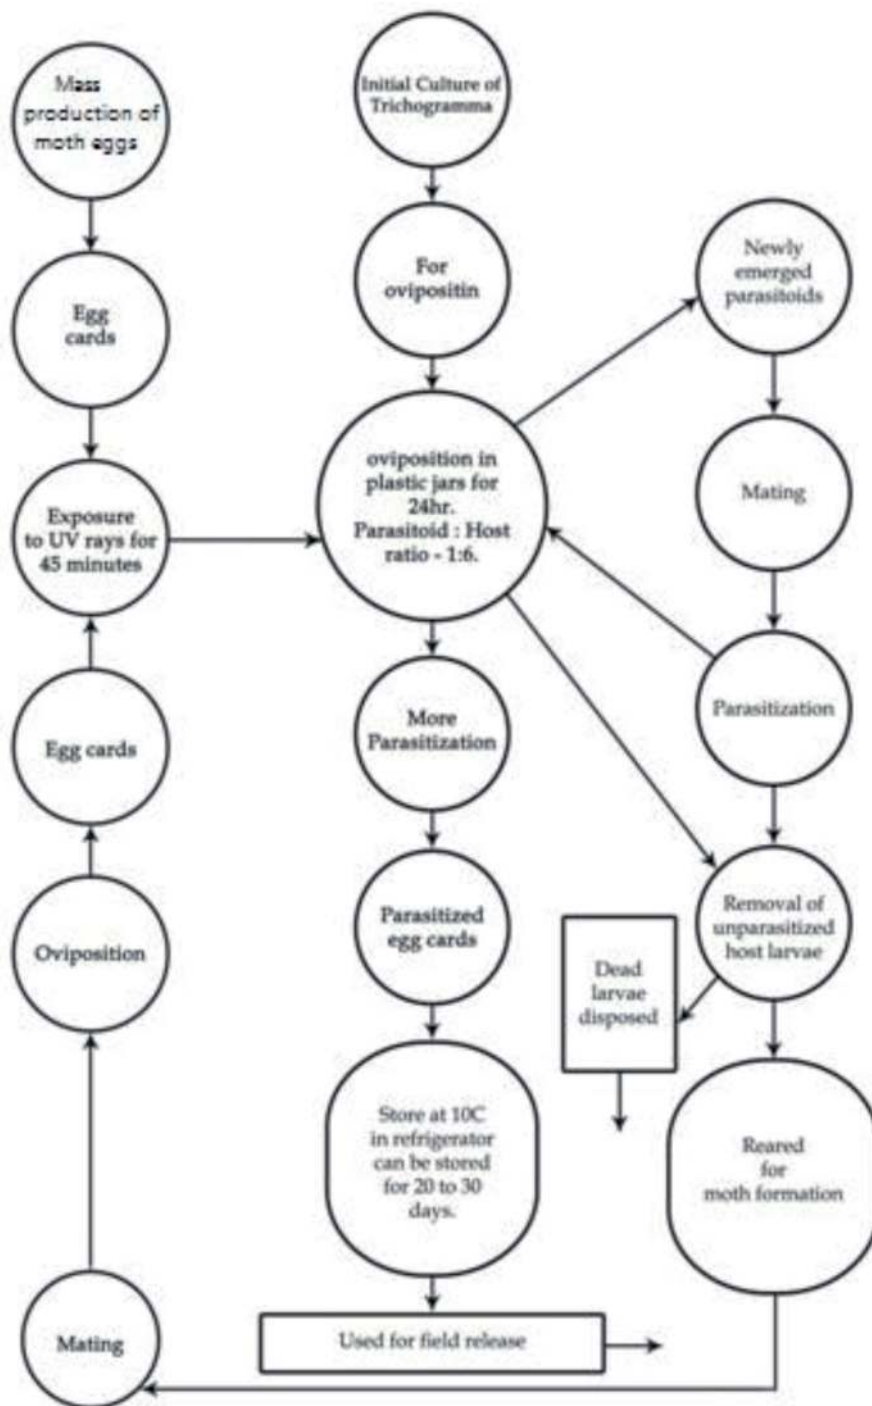 Mass
production of
moth eggs
Egg
cards
Exposure
to UV rays for
45 minutes
Egg cards
Oviposition
Mating
Initial Culture of
Trichogramma
For
ovipositin
oviposition in
plastic jars for
24hr.
Parasitoid : Host
ratio - 1:6.
More
Parasitization
Parasitized
egg cards
Store at 10C
in refrigerator
can be stored
for 20 to 30
days.
Used for field release
Newly
emerged
parasitoids
Mating
Parasitization
Removal of
unparasitized
host larvae
Dead
larvae
disposed
Reared
for
moth formation